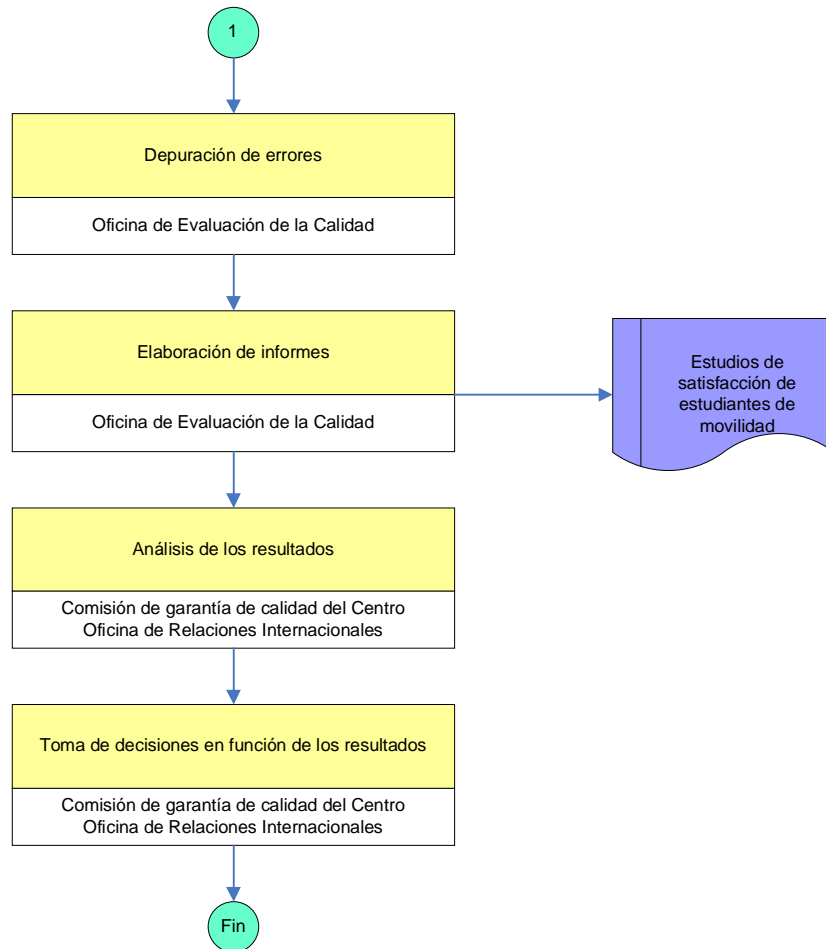 1
Depuración de errores
Oficina de Evaluación de la Calidad
Elaboración de informes
Oficina de Evaluación de la Calidad
Estudios de
satisfacción de
estudiantes de
movilidad
Análisis de los resultados
Comisión de garantía de calidad del Centro
Oficina de Relaciones Internacionales
Toma de decisiones en función de los resultados
Comisión de garantía de calidad del Centro
Oficina de Relaciones Internacionales
Fin